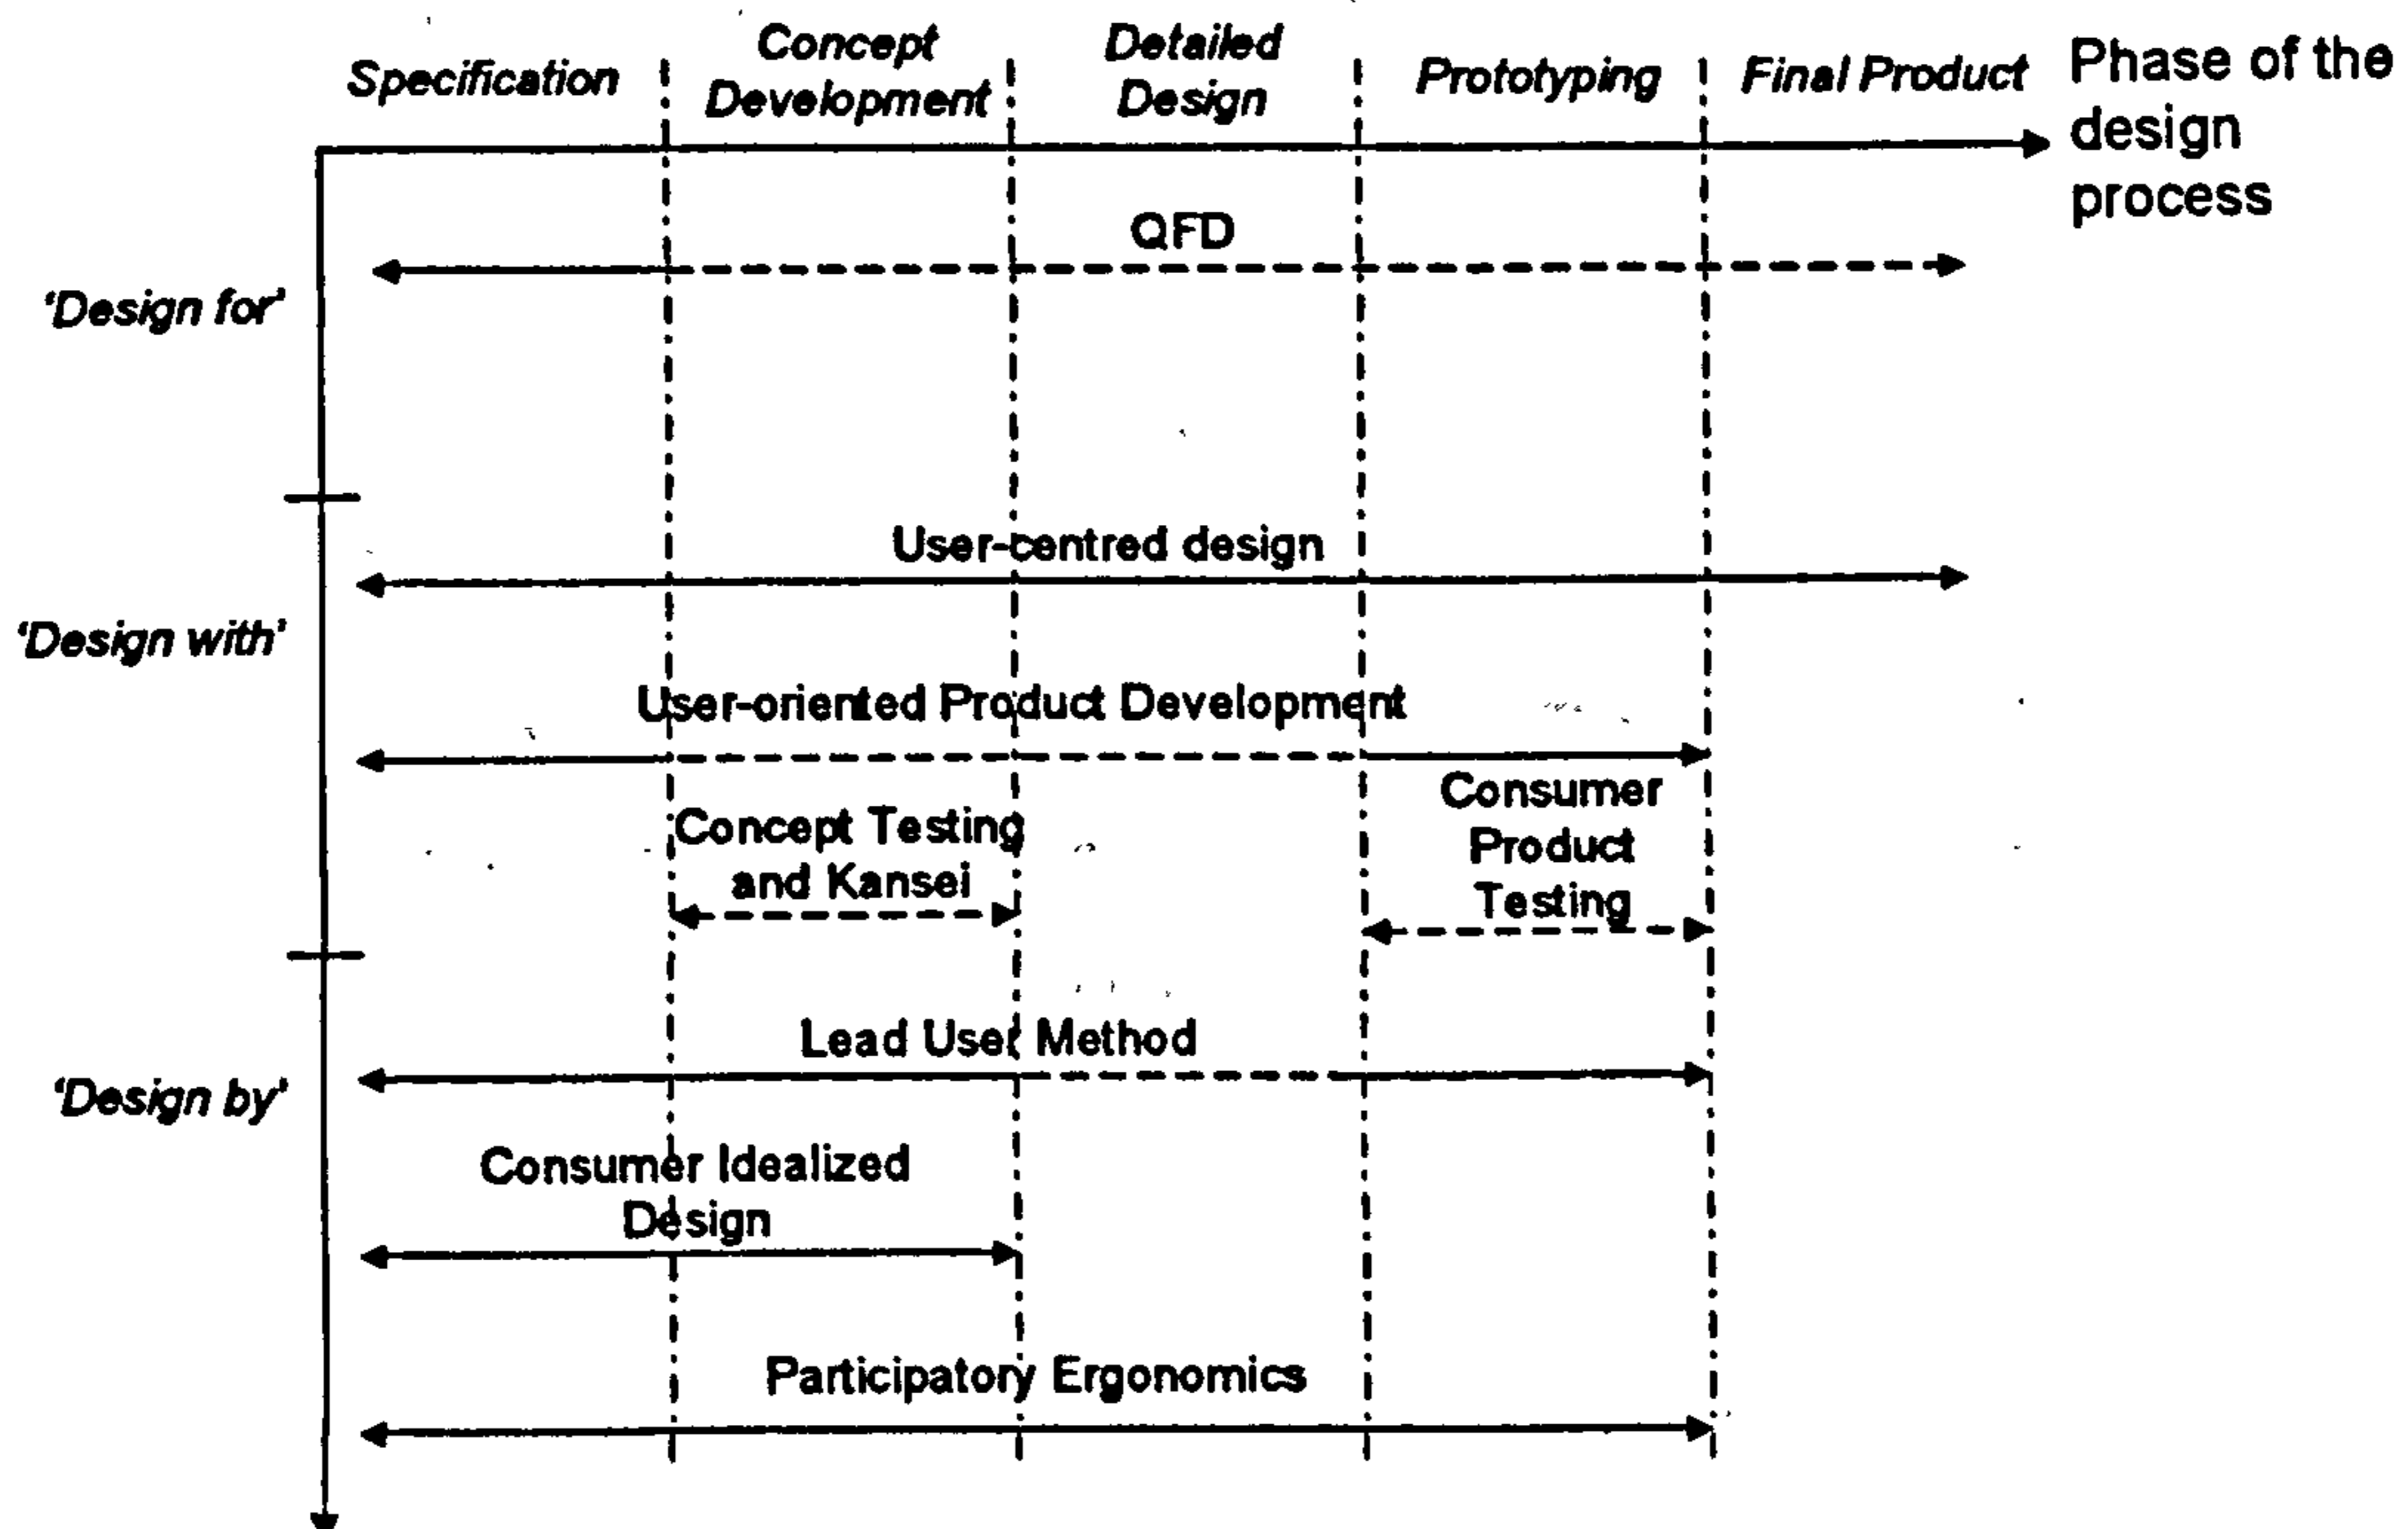 Specification
Concept
Development
Detailed
Design
Prototyping
Final Product
Phase of the
design
process
QFD
‘Design for’
User-centred design
‘Design with’
User-oriented Product Development
Concept Testing
and Kansei
Consumer
Product
Testing
Lead User Method
‘Design by’
Consumer Idealized
Design
Participatory Ergonomics